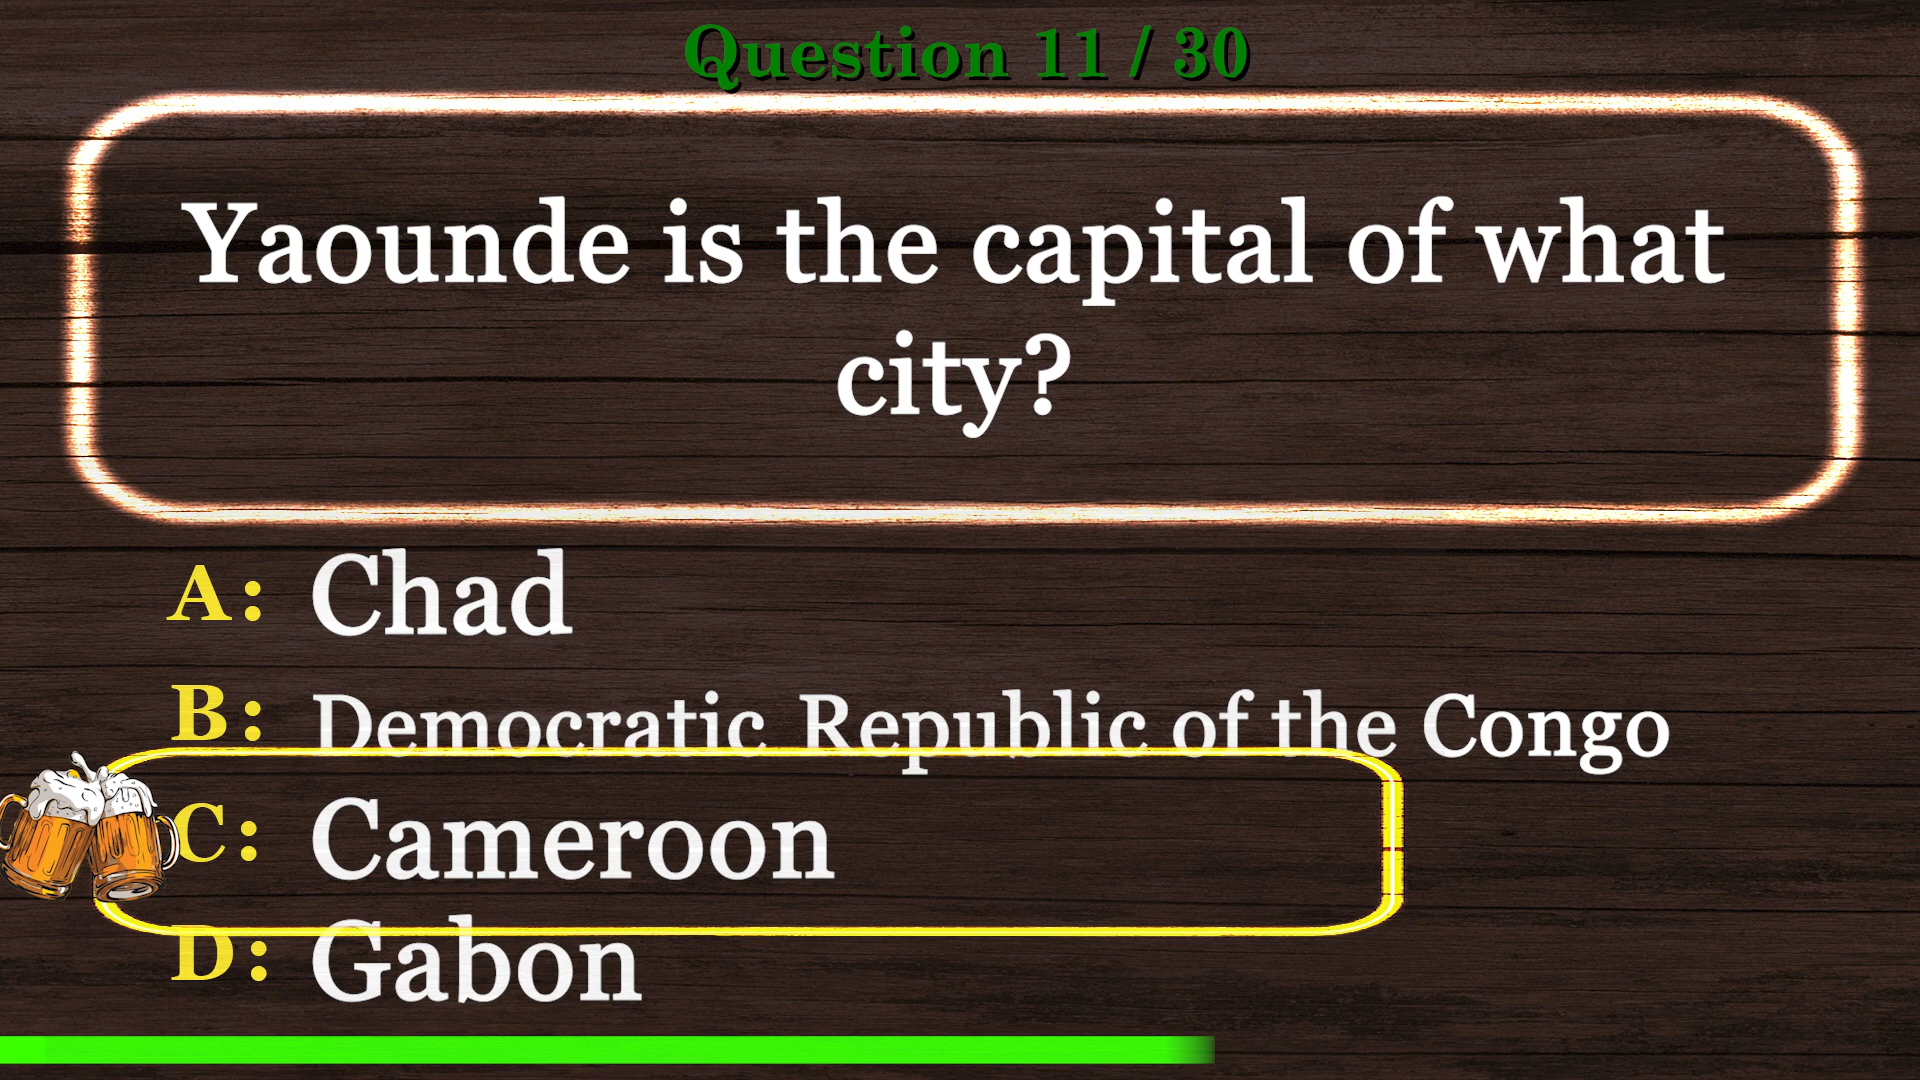 Question 11 / 30
Yaounde is the capital of what
city?
A: Chad
B: Democratic Republic of the Congo
C: Cameroon
D: Gabon